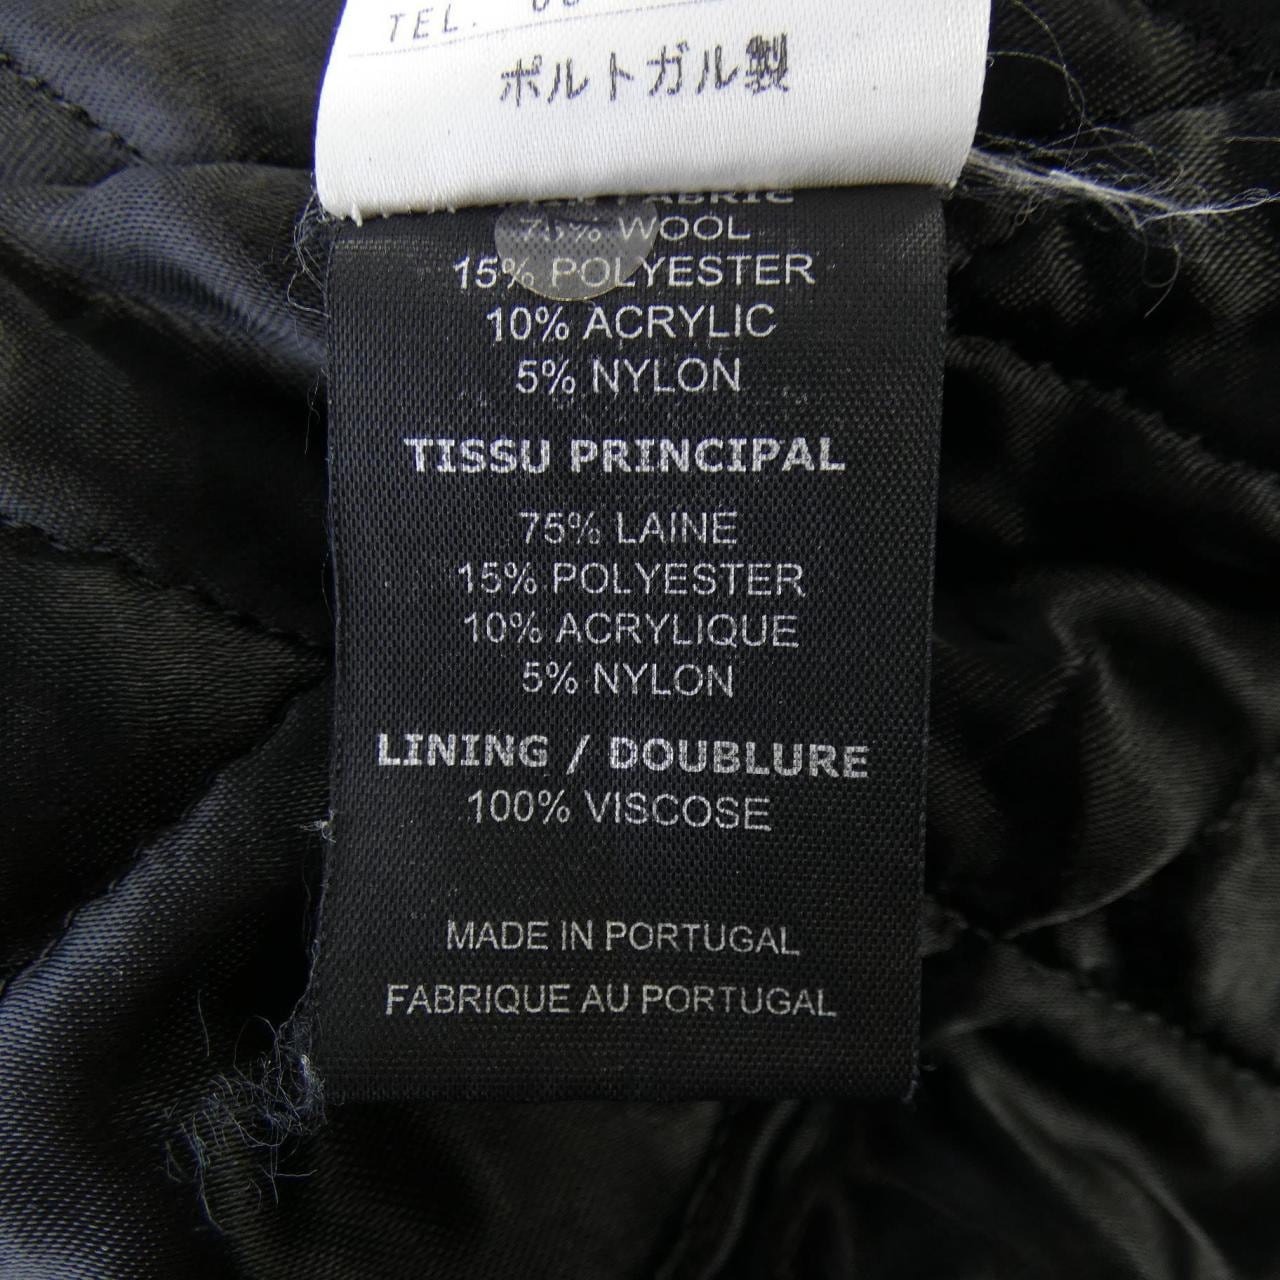 TEL.
ポルトガル製
FABRIC
75% WOOL
15% POLYESTER
10% ACRYLIC
5% NYLON
TISSU PRINCIPAL
75% LAINE
15% POLYESTER
10% ACRYLIQUE
5% NYLON
LINING / DOUBLURE
100% VISCOSE
MADE IN PORTUGAL
FABRIQUE AU PORTUGAL